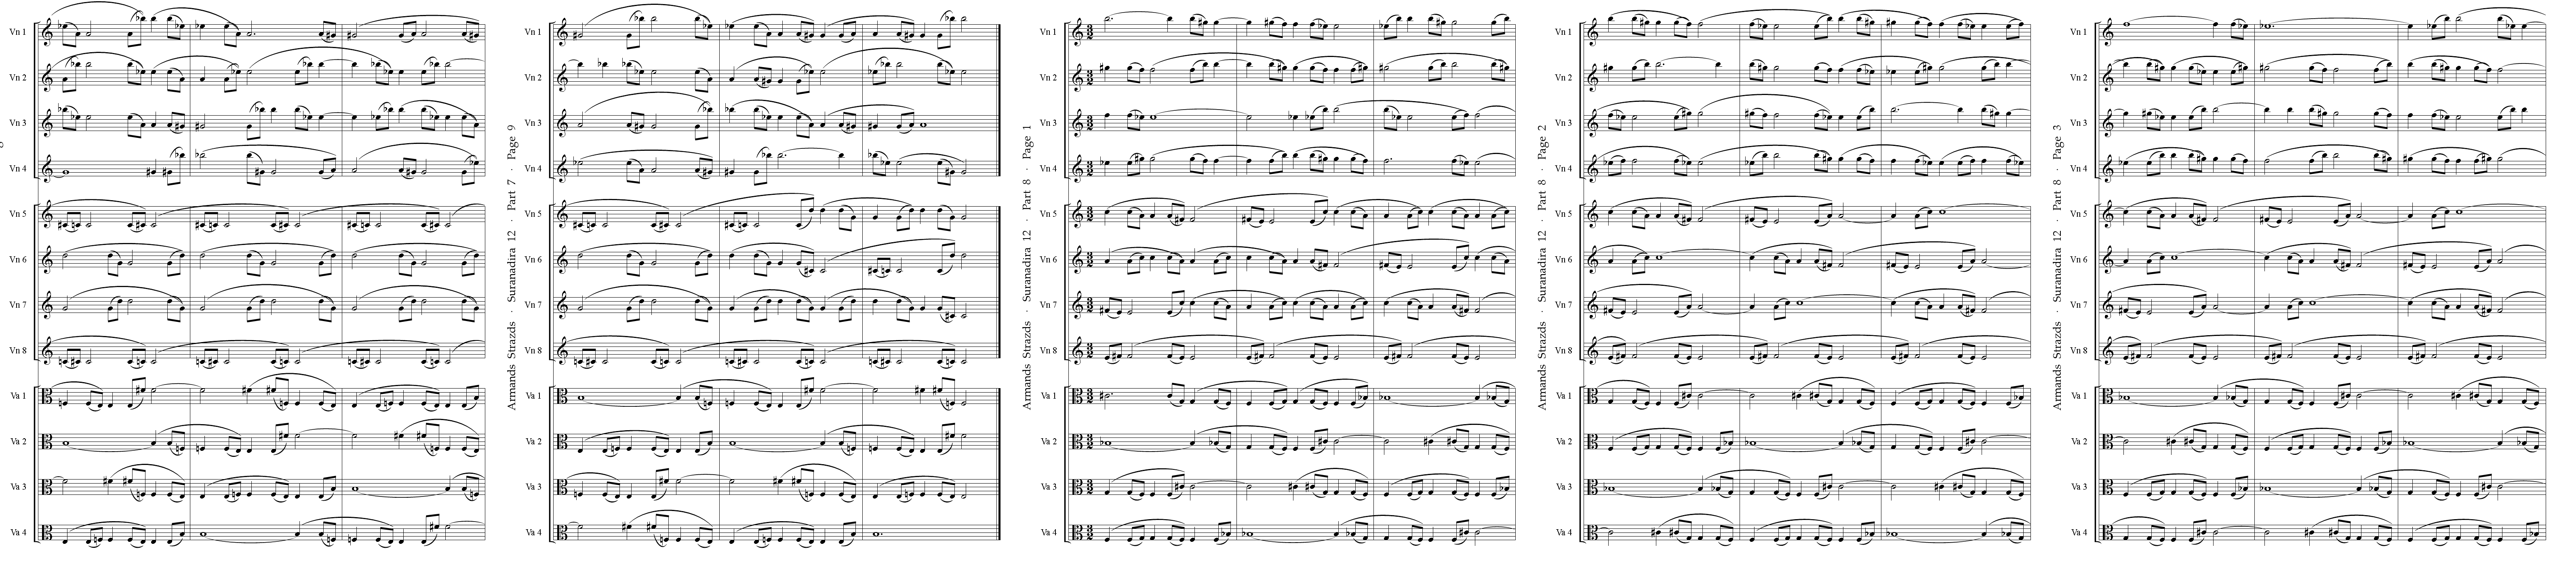 Vn 1
Vn 2
Vn 3
Vn 4
Vn 5
Vn 6
Vn 7
Vn 8
Va 1
Va 2
Va 3
Va 4
Armands Strazds · Suranadira 12 · Part 7 · Page 9
Vn 1
Vn 2
Vn 3
Vn 4
Vn 5
Vn 6
Vn 7
Vn 8
Va 1
Va 2
Va 3
Va 4
Armands Strazds · Suranadira 12 · Part 8 · Page 1
Vn 1
Vn 2
Vn 3
Vn 4
Vn 5
Vn 6
Vn 7
Vn 8
Va 1
Va 2
Va 3
Va 4
Armands Strazds · Suranadira 12 · Part 8 · Page 2
Vn 1
Vn 2
Vn 3
Vn 4
Vn 5
Vn 6
Vn 7
Vn 8
Va 1
Va 2
Va 3
Va 4
Armands Strazds · Suranadira 12 · Part 8 · Page 3
Vn 1
Vn 2
Vn 3
Vn 4
Vn 5
Vn 6
Vn 7
Vn 8
Va 1
Va 2
Va 3
Va 4